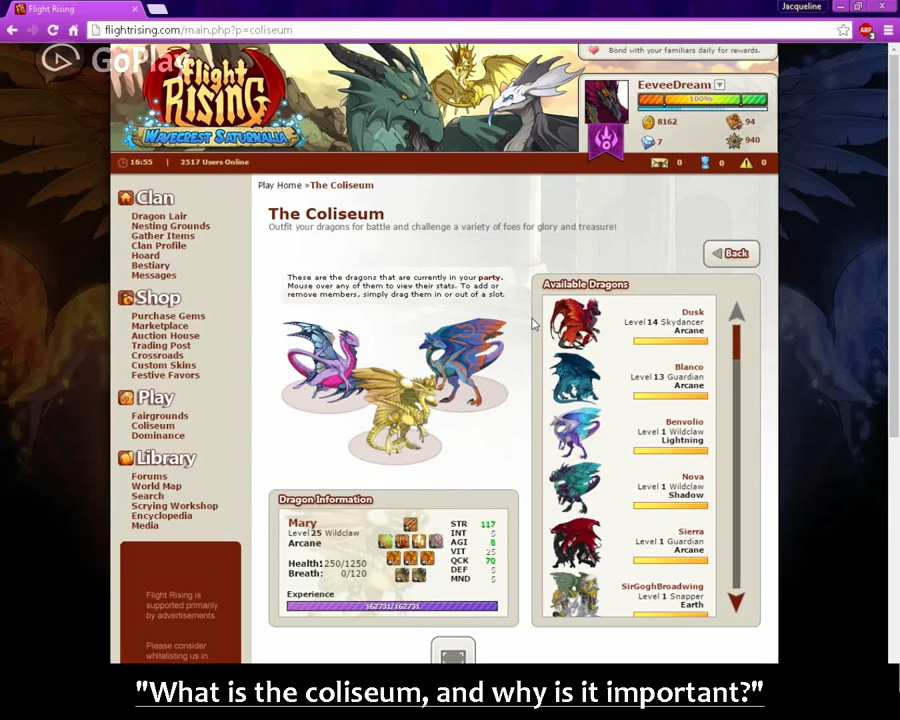 Flight Rising
Jacqueline
flightrising.com/main.php?p=coliseum
ABP
3
GoPlay
Flight
RISING
WAVECREST SATURNALIA
Bond with your familiars daily for rewards.
EeveeDream
100%
8162
94
7
940
16:55 | 2517 Users Online
0 0 0
Clan
Dragon Lair
Nesting Grounds
Gather Items
Clan Profile
Hoard
Bestiary
Messages
Shop
Purchase Gems
Marketplace
Auction House
Trading Post
Crossroads
Custom Skins
Festive Favors
Play
Fairgrounds
Coliseum
Dominance
Library
Forums
World Map
Search
Scrying Workshop
Encyclopedia
Media
Flight Rising is
supported primarily
by advertisements
Please consider
whitelisting us in
Play Home »The Coliseum
The Coliseum
Outfit your dragons for battle and challenge a variety of foes for glory and treasure!
Back
These are the dragons that are currently in your party.
Mouse over any of them to view their stats. To add or
remove members, simply drag them in or out of a slot.
Dragon Information
Mary
Level 25 Wildclaw
Arcane
Health:1250/1250
Breath: 0/120
STR 117
INT 5
AGI 8
VIT 25
QCK 70
DEF 5
MND 5
Experience
162731/162731
Available Dragons
Dusk
Level 14 Skydancer
Arcane
Blanco
Level 13 Guardian
Arcane
Benvolio
Level 1 Wildclaw
Lightning
Nova
Level 1 Wildclaw
Shadow
Sierra
Level 1 Guardian
Arcane
SirGoghBroadwing
Level 1 Snapper
Earth
"What is the coliseum, and why is it important?"